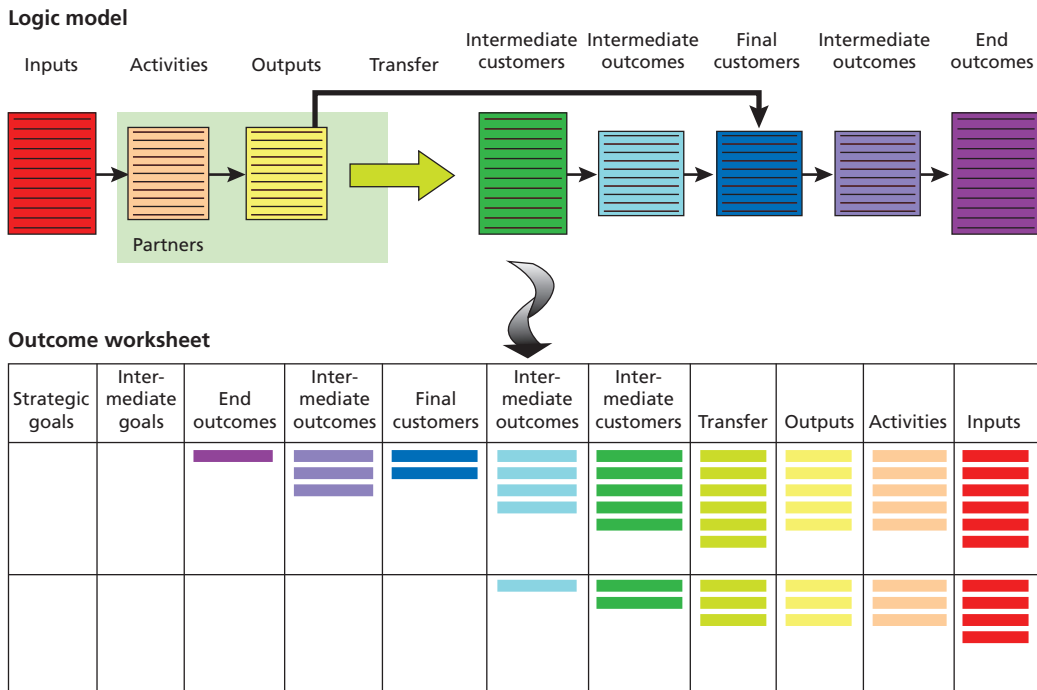 Logic model
Inputs
Activities
Outputs
Transfer
Intermediate
customers
Intermediate
outcomes
Final
customers
Intermediate
outcomes
End
outcomes
Partners
Outcome worksheet
Strategic
goals
Inter-
mediate
goals
End
outcomes
Inter-
mediate
outcomes
Final
customers
Inter-
mediate
outcomes
Inter-
mediate
customers
Transfer
Outputs
Activities
Inputs